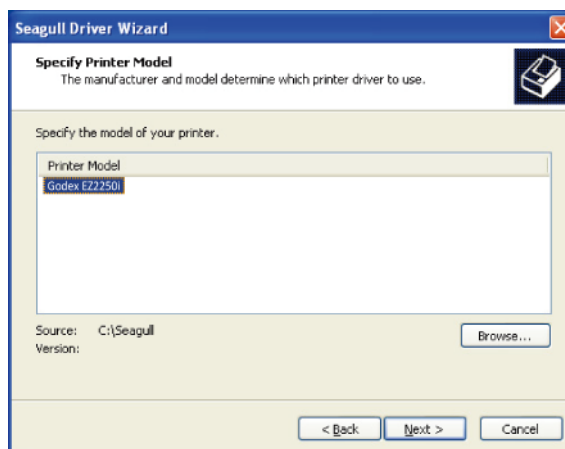 Seagull Driver Wizard
Specify Printer Model
The manufacturer and model determine which printer driver to use.
Specify the model of your printer.
Printer Model
Godex EZ2250i
Source: C:\Seagull
Browse...
Version:
< Back Next > Cancel